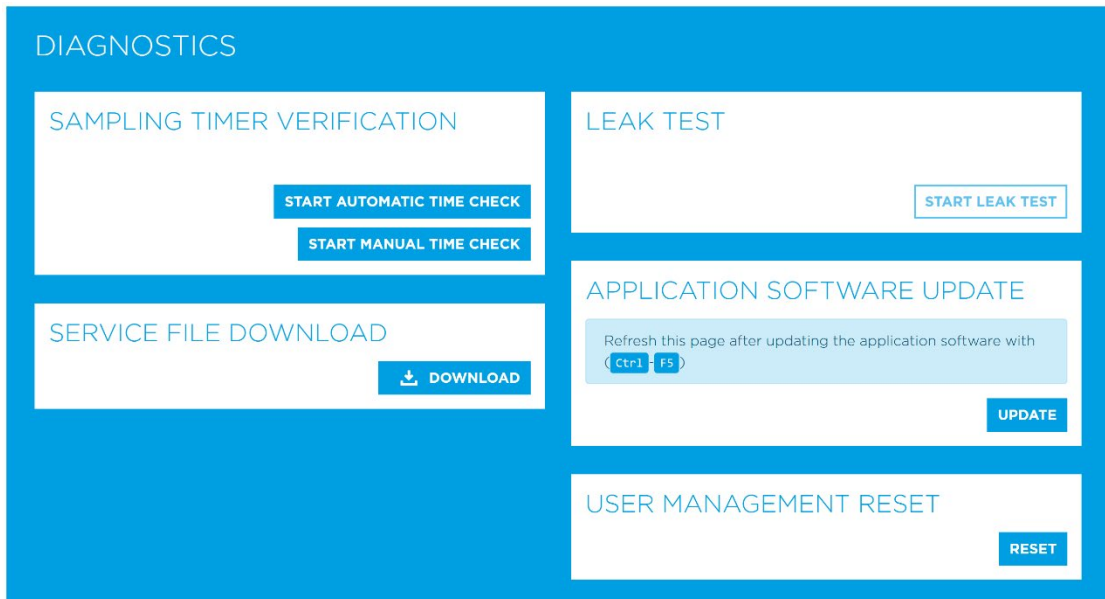 DIAGNOSTICS
SAMPLING TIMER VERIFICATION
START AUTOMATIC TIME CHECK
START MANUAL TIME CHECK
SERVICE FILE DOWNLOAD
DOWNLOAD
LEAK TEST
START LEAK TEST
APPLICATION SOFTWARE UPDATE
Refresh this page after updating the application software with
(Ctrl-F5)
UPDATE
USER MANAGEMENT RESET
RESET